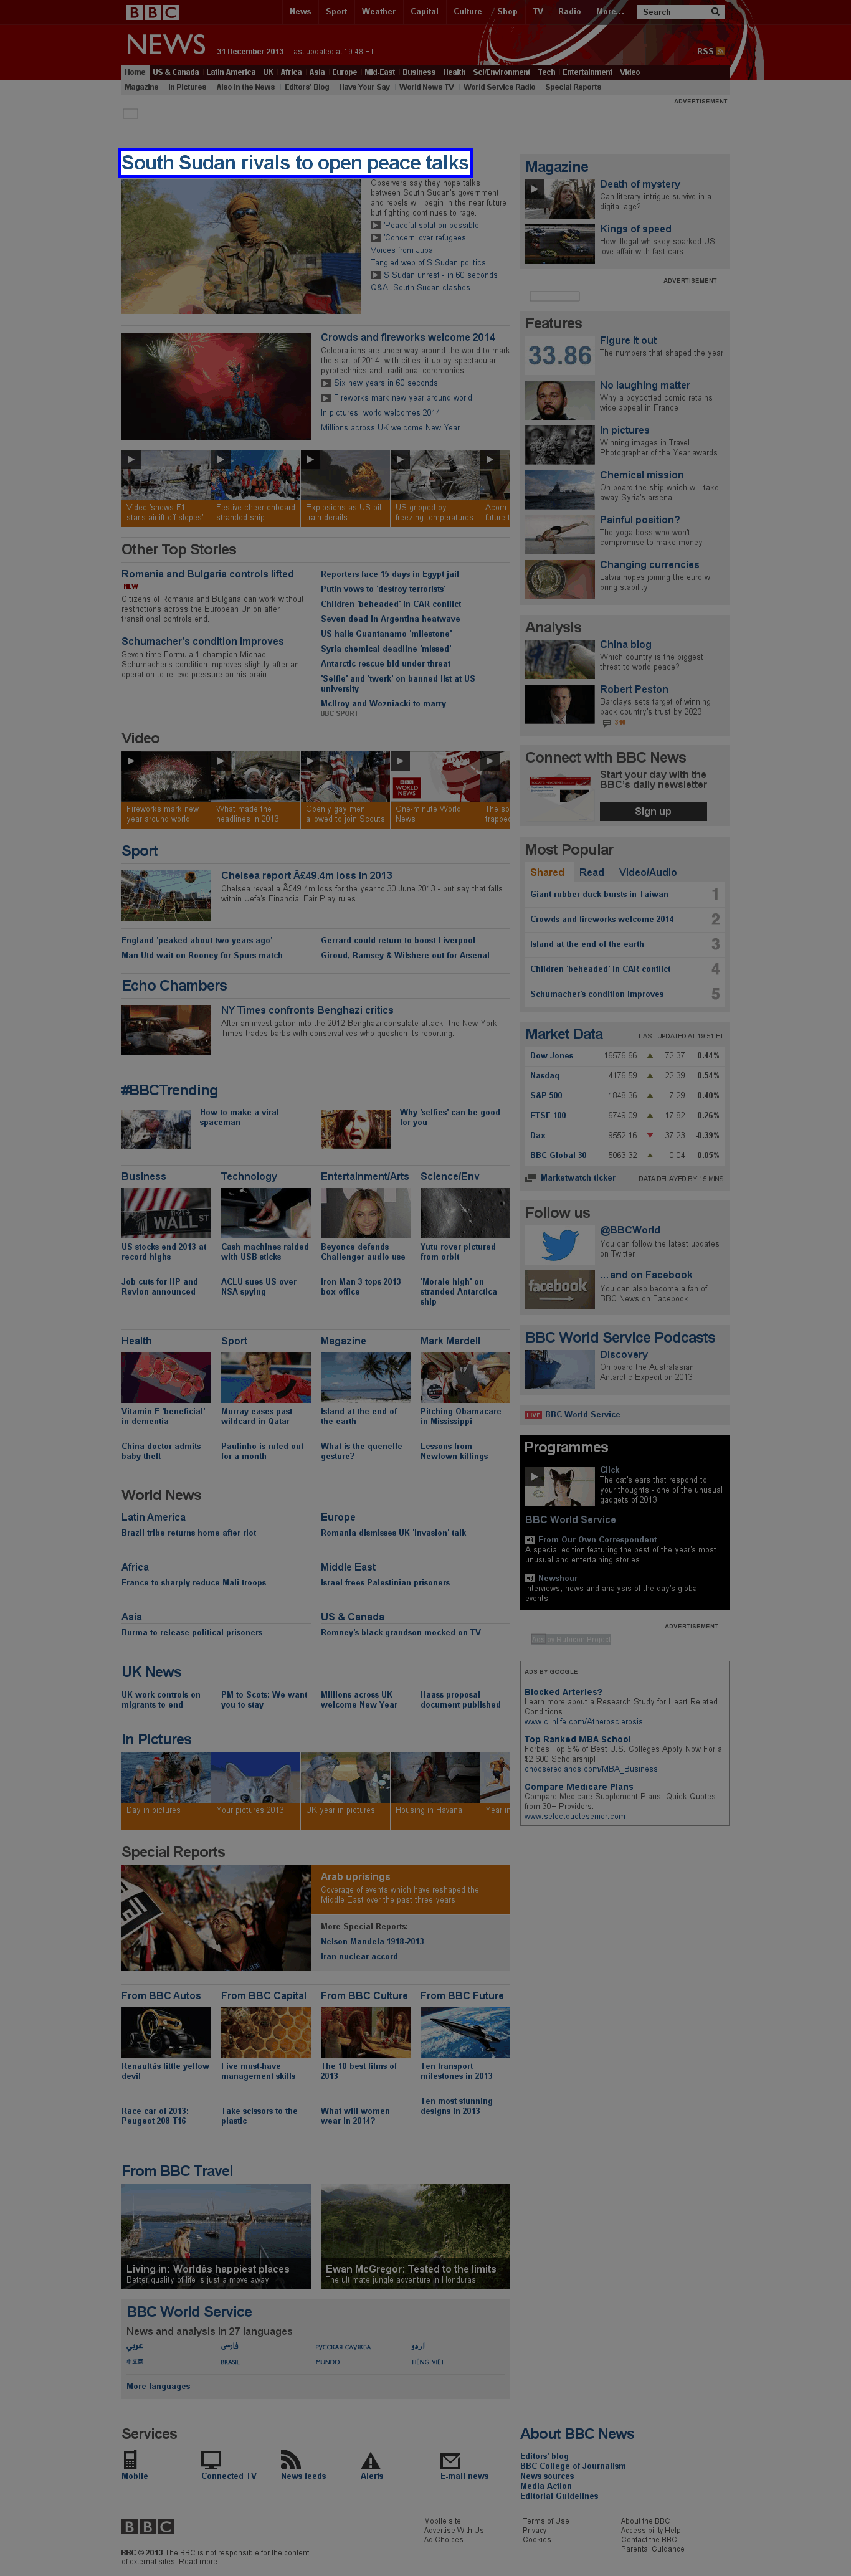 BBC
News Sport Weather Capital Culture Shop TV Radio More... Search
NEWS 31 December 2013 Last updated at 19:48 ET RSS
Home US & Canada Latin America UK Africa Asia Europe Mid-East Business Health Sci/Environment Tech Entertainment Video
Magazine In Pictures Also in the News Editors' Blog Have Your Say World News TV World Service Radio Special Reports
ADVERTISEMENT
South Sudan rivals to open peace talks
Observers say they hope talks
between South Sudan's government
and rebels will begin in the near future,
but fighting continues to rage.
'Peaceful solution possible'
'Concern' over refugees
Voices from Juba
Tangled web of S Sudan politics
S Sudan unrest - in 60 seconds
Q&A: South Sudan clashes
Crowds and fireworks welcome 2014
Celebrations are under way around the world to mark
the start of 2014, with cities lit up by spectacular
pyrotechnics and traditional ceremonies.
Six new years in 60 seconds
Fireworks mark new year around world
In pictures: world welcomes 2014
Millions across UK welcome New Year
Video 'shows F1
star's airlift off slopes'
Festive cheer onboard
stranded ship
Explosions as US oil
train derails
US gripped by
freezing temperatures
Acorn
future t
Other Top Stories
Romania and Bulgaria controls lifted
NEW
Citizens of Romania and Bulgaria can work without
restrictions across the European Union after
transitional controls end.
Schumacher's condition improves
Seven-time Formula 1 champion Michael
Schumacher's condition improves slightly after an
operation to relieve pressure on his brain.
Reporters face 15 days in Egypt jail
Putin vows to 'destroy terrorists'
Children 'beheaded' in CAR conflict
Seven dead in Argentina heatwave
US hails Guantanamo 'milestone'
Syria chemical deadline 'missed'
Antarctic rescue bid under threat
'Selfie' and 'twerk' on banned list at US
university
McIlroy and Wozniacki to marry
BBC SPORT
Video
Fireworks mark new
year around world
What made the
headlines in 2013
Openly gay men
allowed to join Scouts
BBC
WORLD
NEWS
One-minute World
News
The so
trapped
Sport
Chelsea report Â£49.4m loss in 2013
Chelsea reveal a Â£49.4m loss for the year to 30 June 2013 - but say that falls
within Uefa's Financial Fair Play rules.
England 'peaked about two years ago'
Man Utd wait on Rooney for Spurs match
Gerrard could return to boost Liverpool
Giroud, Ramsey & Wilshere out for Arsenal
Echo Chambers
NY Times confronts Benghazi critics
After an investigation into the 2012 Benghazi consulate attack, the New York
Times trades barbs with conservatives who question its reporting.
#BBCTrending
How to make a viral
spaceman
Why 'selfies' can be good
for you
Business
WALL ST
US stocks end 2013 at
record highs
Job cuts for HP and
Revlon announced
Technology
Cash machines raided
with USB sticks
ACLU sues US over
NSA spying
Entertainment/Arts
Beyonce defends
Challenger audio use
Iron Man 3 tops 2013
box office
Science/Env
Yutu rover pictured
from orbit
'Morale high' on
stranded Antarctica
ship
Health
Vitamin E 'beneficial'
in dementia
China doctor admits
baby theft
Sport
Murray eases past
wildcard in Qatar
Paulinho is ruled out
for a month
Magazine
Island at the end of
the earth
What is the quenelle
gesture?
Mark Mardell
Pitching Obamacare
in Mississippi
Lessons from
Newtown killings
World News
Latin America
Brazil tribe returns home after riot
Europe
Romania dismisses UK 'invasion' talk
Africa
France to sharply reduce Mali troops
Middle East
Israel frees Palestinian prisoners
Asia
Burma to release political prisoners
US & Canada
Romney's black grandson mocked on TV
UK News
UK work controls on
migrants to end
PM to Scots: We want
you to stay
Millions across UK
welcome New Year
Haass proposal
document published
In Pictures
Day in pictures
Your pictures 2013
UK year in pictures
Housing in Havana
Year in
Special Reports
Arab uprisings
Coverage of events which have reshaped the
Middle East over the past three years
More Special Reports:
Nelson Mandela 1918-2013
Iran nuclear accord
From BBC Autos
Renaultâs little yellow
devil
Race car of 2013:
Peugeot 208 T16
From BBC Capital
Five must-have
management skills
Take scissors to the
plastic
From BBC Culture
The 10 best films of
2013
What will women
wear in 2014?
From BBC Future
Ten transport
milestones in 2013
Ten most stunning
designs in 2013
From BBC Travel
Living in: Worldâs happiest places
Better quality of life is just a move away
Ewan McGregor: Tested to the limits
The ultimate jungle adventure in Honduras
BBC World Service
News and analysis in 27 languages
عربي فارسی РУССКАЯ СЛУЖБА اردو
中文网 BRASIL MUNDO TIẾNG VIỆT
More languages
Magazine
Death of mystery
Can literary intrigue survive in a
digital age?
Kings of speed
How illegal whiskey sparked US
love affair with fast cars
ADVERTISEMENT
Features
33.86
Figure it out
The numbers that shaped the year
No laughing matter
Why a boycotted comic retains
wide appeal in France
In pictures
Winning images in Travel
Photographer of the Year awards
Chemical mission
On board the ship which will take
away Syria's arsenal
Painful position?
The yoga boss who won't
compromise to make money
Changing currencies
Latvia hopes joining the euro will
bring stability
Analysis
China blog
Which country is the biggest
threat to world peace?
Robert Peston
Barclays sets target of winning
back country's trust by 2023
348
Connect with BBC News
Start your day with the
BBC's daily newsletter
Sign up
Most Popular
Shared Read Video/Audio
Giant rubber duck bursts in Taiwan 1
Crowds and fireworks welcome 2014 2
Island at the end of the earth 3
Children 'beheaded' in CAR conflict 4
Schumacher's condition improves 5
Market Data LAST UPDATED AT 19:51 ET
Dow Jones 16576.66 72.37 0.44%
Nasdaq 4176.59 22.39 0.54%
S&P 500 1848.36 7.29 0.40%
FTSE 100 6749.09 17.82 0.26%
Dax 9552.16 -37.23 -0.39%
BBC Global 30 5063.32 0.04 0.05%
Marketwatch ticker DATA DELAYED BY 15 MINS
Follow us
@BBCWorld
You can follow the latest updates
on Twitter
facebook
...and on Facebook
You can also become a fan of
BBC News on Facebook
BBC World Service Podcasts
Discovery
On board the Australasian
Antarctic Expedition 2013
LIVE BBC World Service
Programmes
Click
The cat's ears that respond to
your thoughts - one of the unusual
gadgets of 2013
BBC World Service
From Our Own Correspondent
A special edition featuring the best of the year's most
unusual and entertaining stories.
Newshour
Interviews, news and analysis of the day's global
events.
ADVERTISEMENT
Ads by Rubicon Project
ADS BY GOOGLE
Blocked Arteries?
Learn more about a Research Study for Heart Related
Conditions.
www.clinlife.com/Atherosclerosis
Top Ranked MBA School
Forbes Top 5% of Best U.S. Colleges Apply Now For a
$2,600 Scholarship!
chooseredlands.com/MBA_Business
Compare Medicare Plans
Compare Medicare Supplement Plans. Quick Quotes
from 30+ Providers.
www.selectquotesenior.com
Services
Mobile Connected TV News feeds Alerts E-mail news
About BBC News
Editors' blog
BBC College of Journalism
News sources
Media Action
Editorial Guidelines
BBC
BBC © 2013 The BBC is not responsible for the content
of external sites. Read more.
Mobile site
Advertise With Us
Ad Choices
Terms of Use
Privacy
Cookies
About the BBC
Accessibility Help
Contact the BBC
Parental Guidance